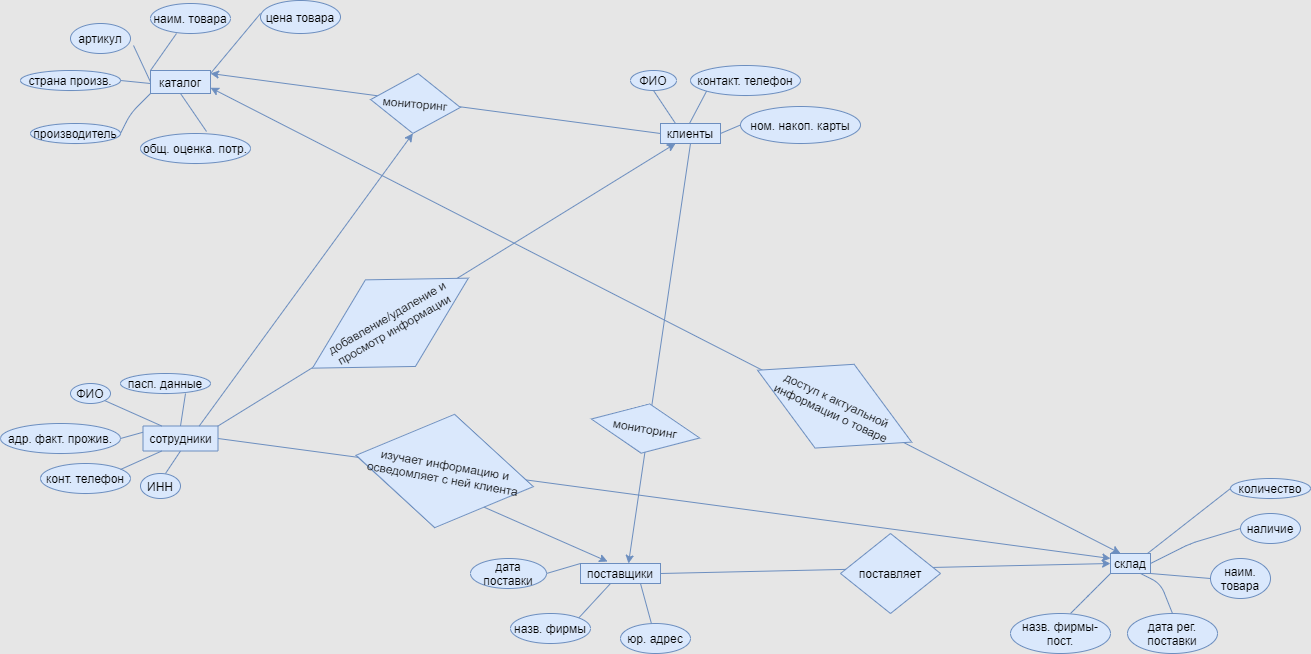 наим. товара
цена товара
артикул
страна произв.
каталог
производитель
общ. оценка. потр.
мониторинг
ФИО
контакт. телефон
клиенты
ном. накоп. карты
добавление/удаление и
просмотр информации
доступ к актуальной
информации о товаре
ФИО
пасп. данные
адр. факт. прожив.
сотрудники
конт. телефон
ИНН
изучает информацию и
осведомляет с ней клиента
мониторинг
дата
поставки
поставщики
назв. фирмы
юр. адрес
поставляет
склад
количество
наличие
наим.
товара
назв. фирмы-
пост.
дата рег.
поставки